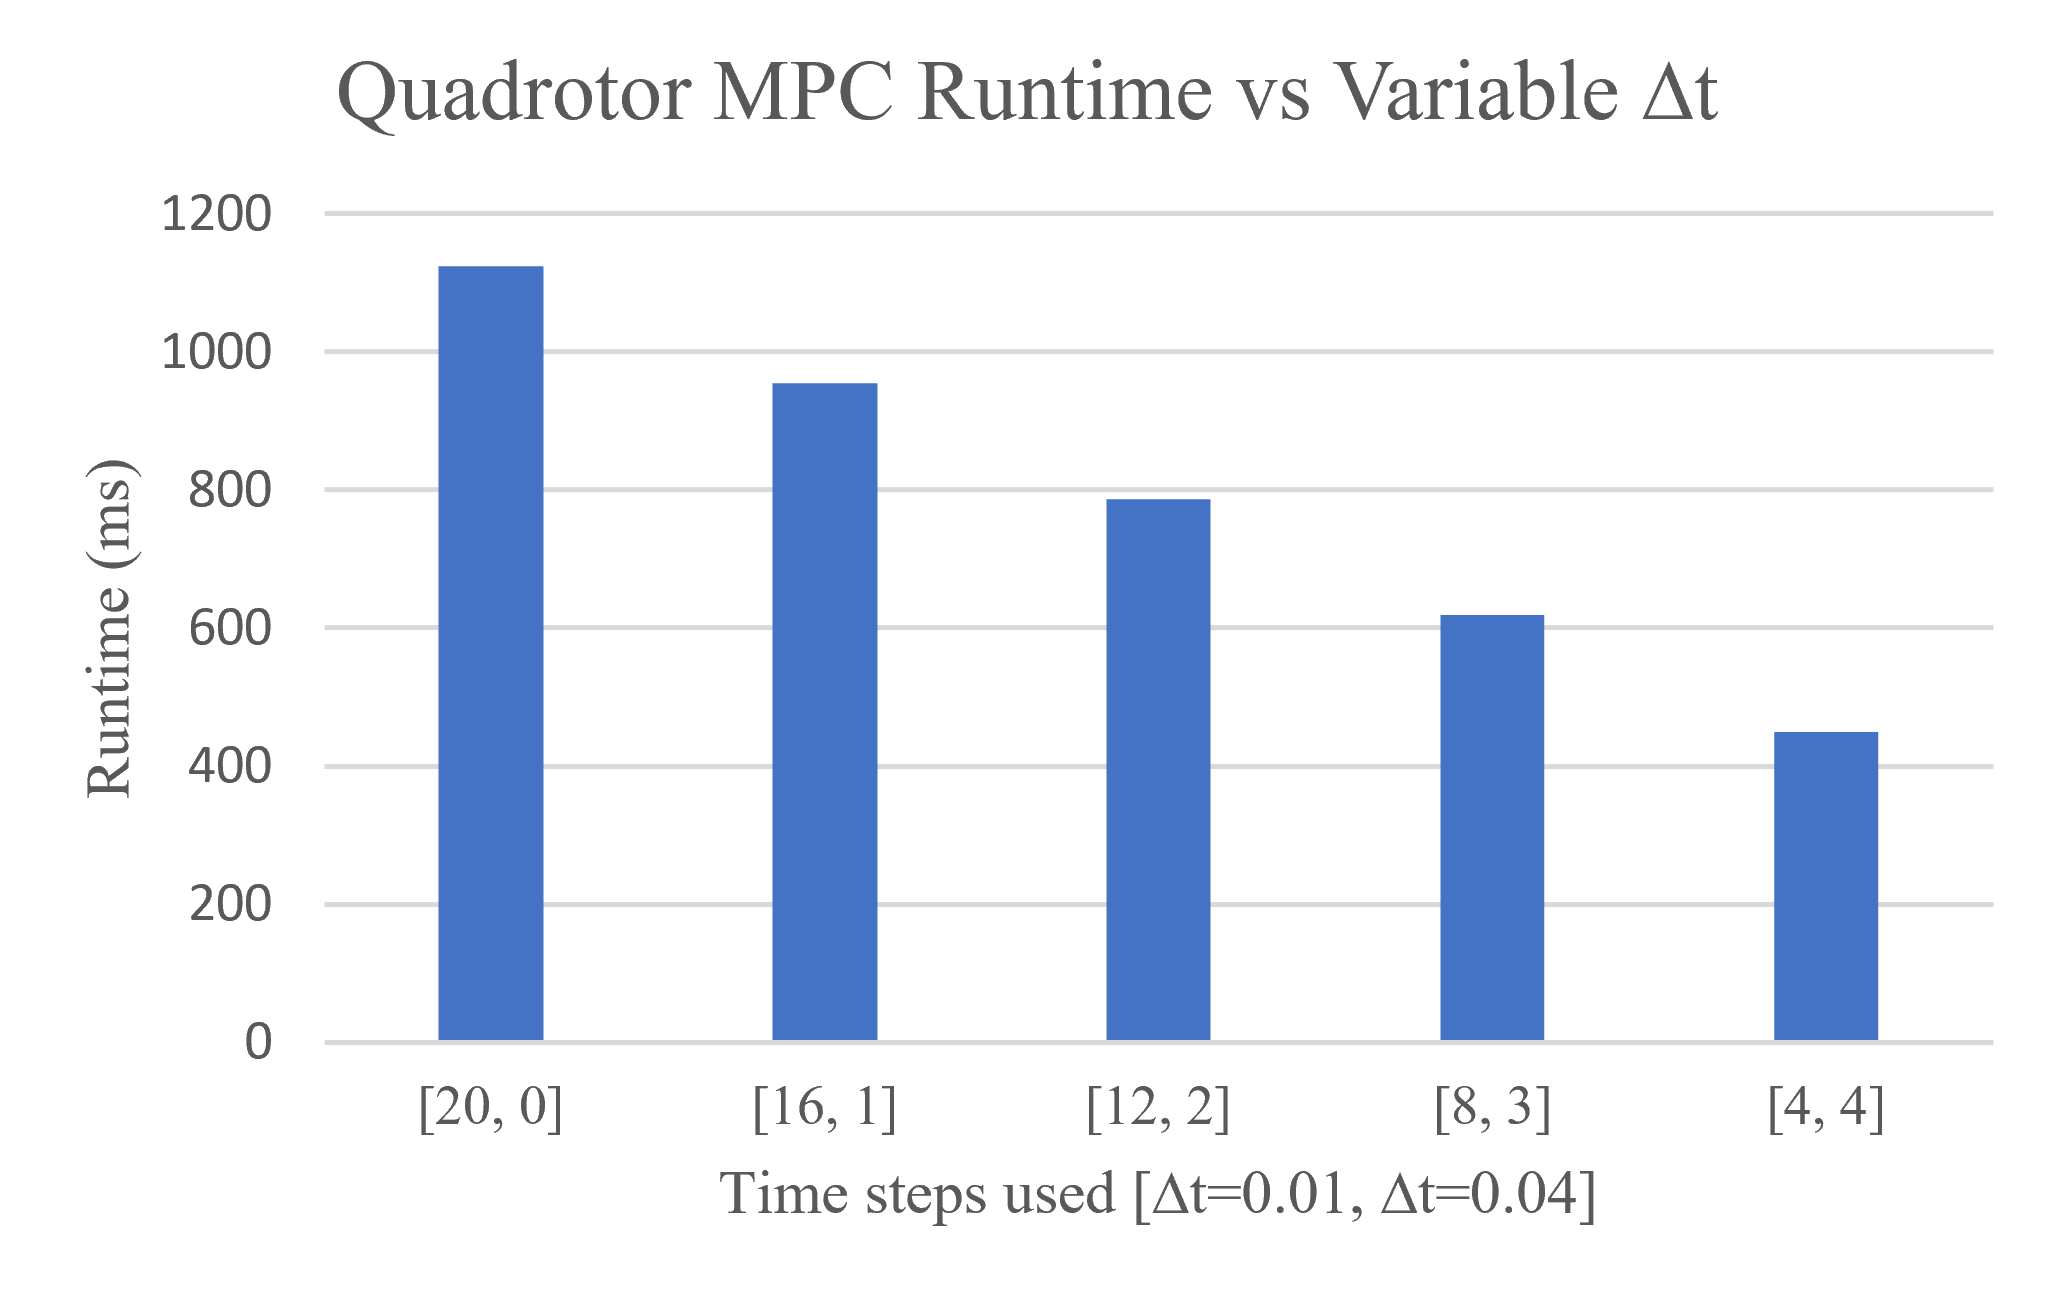 Quadrotor MPC Runtime vs Variable Δt
1200
1000
800
600
400
200
0
Runtime (ms)
[20, 0] [16, 1] [12, 2] [8, 3] [4, 4]
Time steps used [Δt=0.01, Δt=0.04]